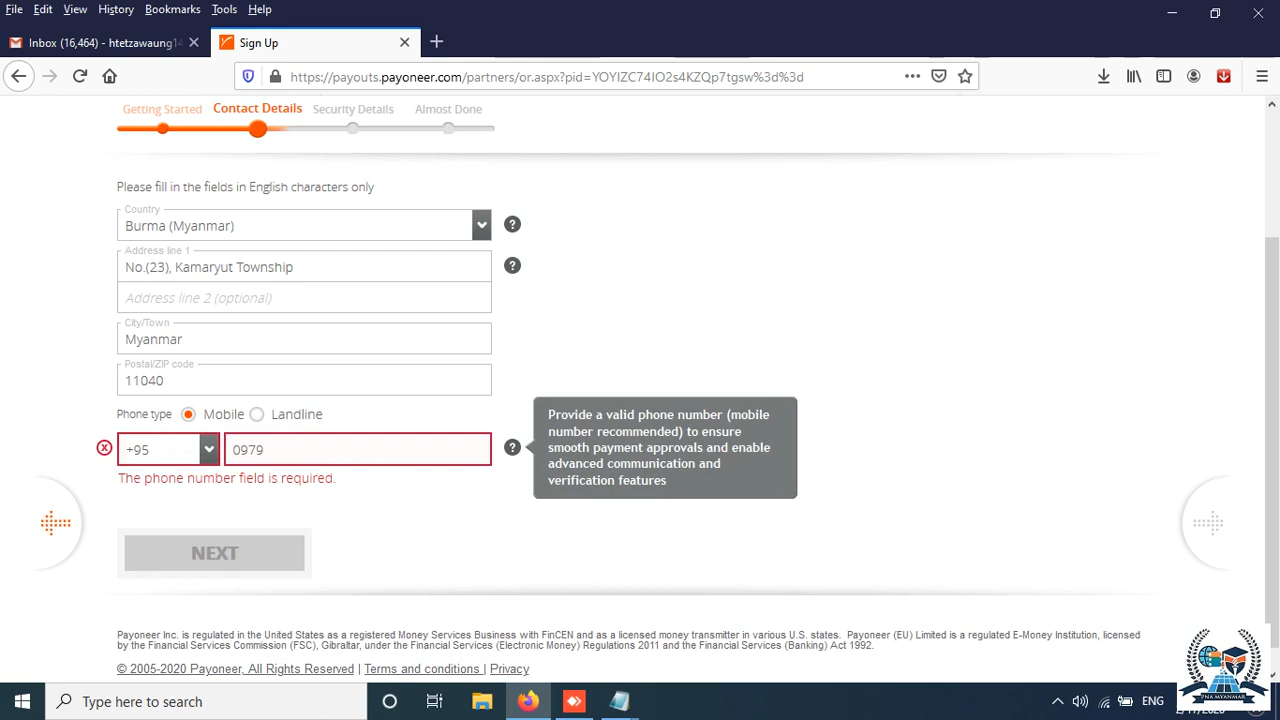 File Edit View History Bookmarks Tools Help
Inbox (16,464) - htetzawaung14
Sign Up
https://payouts.payoneer.com/partners/or.aspx?pid=YOYIZC74IO2s4KZQp7tgsw%3d%3d
Getting Started Contact Details Security Details Almost Done
Please fill in the fields in English characters only
Country
Burma (Myanmar)
Address line 1
No.(23), Kamaryut Township
Address line 2 (optional)
City/Town
Myanmar
Postal/ZIP code
11040
Phone type Mobile Landline
+95 0979
The phone number field is required.
Provide a valid phone number (mobile
number recommended) to ensure
smooth payment approvals and enable
advanced communication and
verification features
NEXT
Payoneer Inc. is regulated in the United States as a registered Money Services Business with FinCEN and as a licensed money transmitter in various U.S. states. Payoneer (EU) Limited is a regulated E-Money Institution, licensed
by the Financial Services Commission (FSC), Gibraltar, under the Financial Services (Electronic Money) Regulations 2011 and the Financial Services (Banking) Act 1992.
© 2005-2020 Payoneer, All Rights Reserved | Terms and conditions | Privacy
Type here to search
ENG
PNA MYANMAR